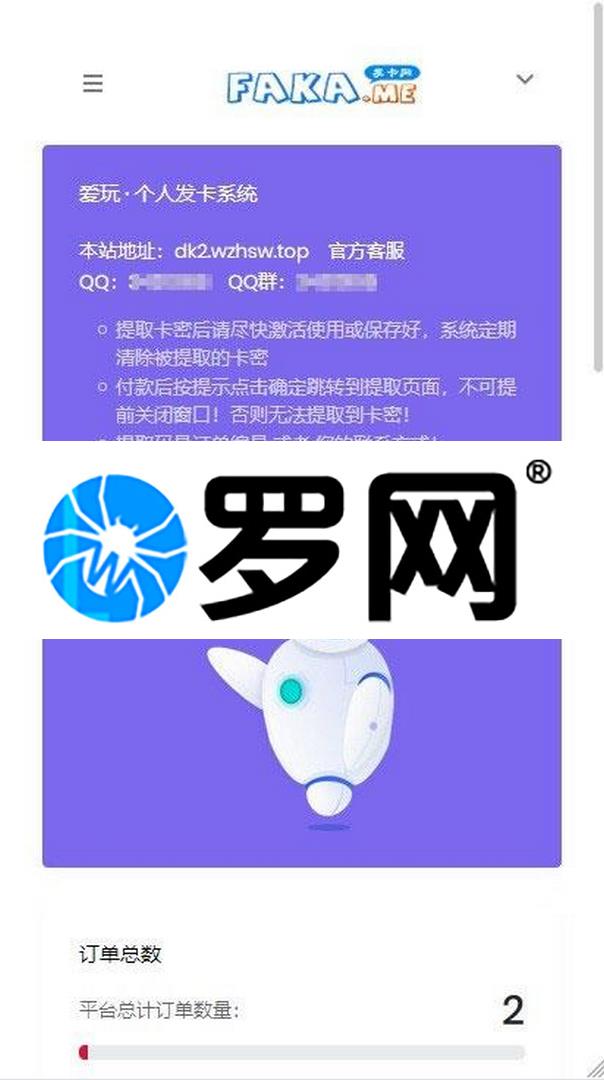 FAKA.ME
发卡网
爱玩·个人发卡系统
本站地址：dk2.wzhsw.top 官方客服
QQ： QQ群：
提取卡密后请尽快激活使用或保存好，系统定期
清除被提取的卡密
付款后按提示点击确定跳转到提取页面，不可提
前关闭窗口！否则无法提取到卡密！
罗网®
订单总数
平台总计订单数量：
2